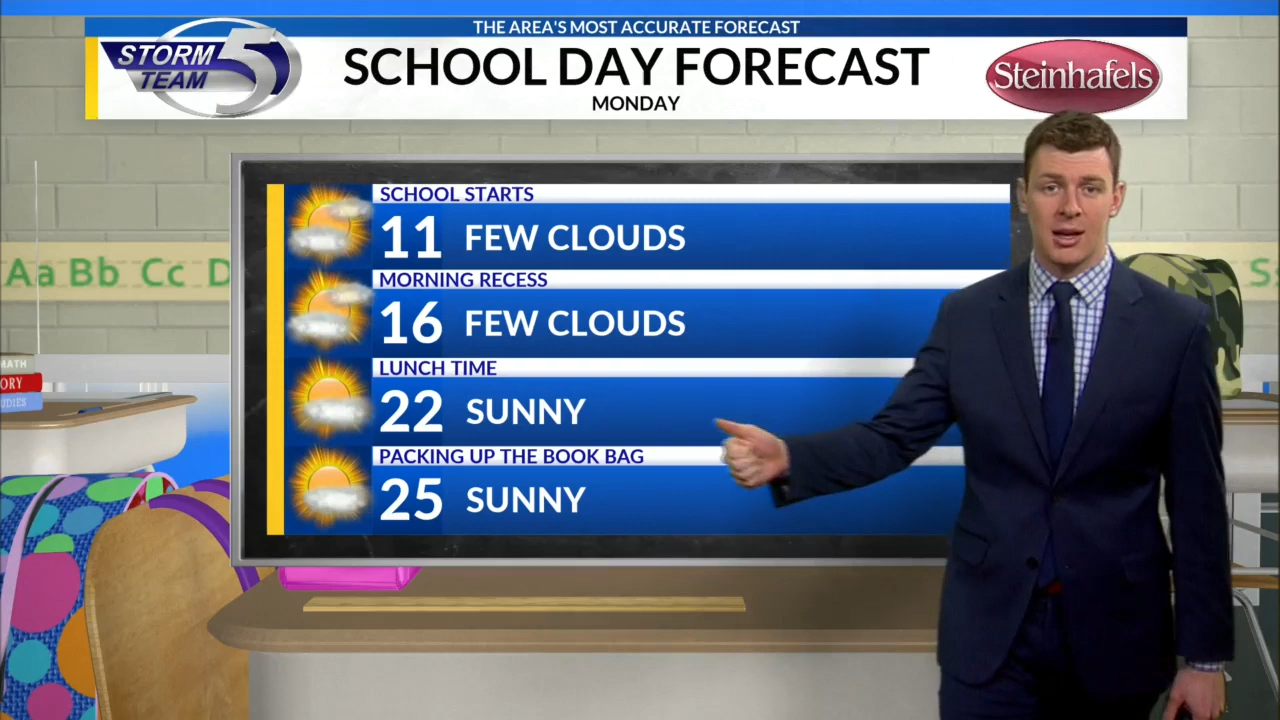 THE AREA'S MOST ACCURATE FORECAST
STORM
TEAM 5
SCHOOL DAY FORECAST
MONDAY
Steinhafels
SCHOOL STARTS
11 FEW CLOUDS
MORNING RECESS
16 FEW CLOUDS
LUNCH TIME
22 SUNNY
PACKING UP THE BOOK BAG
25 SUNNY
Aa Bb Cc D
S
MATH
ORY
UDIES